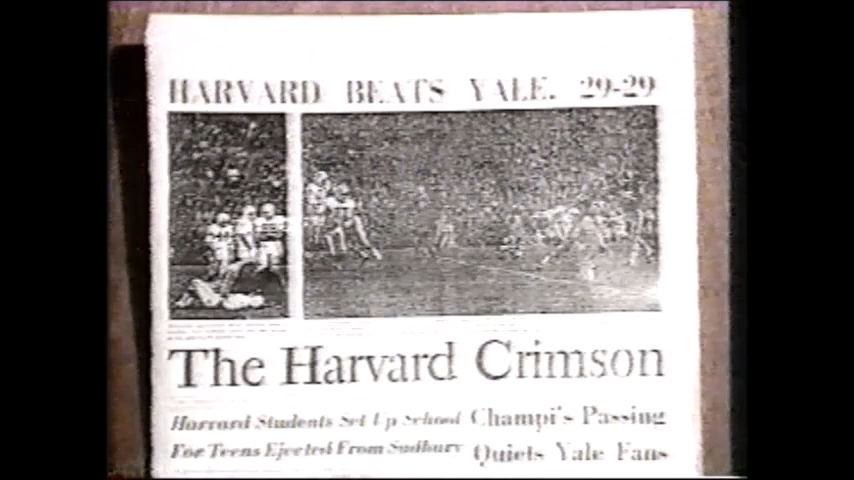 HARVARD BEATS YALE, 29-29
The Harvard Crimson
Harvard Students Set Up School
For Teens Ejected From Sudbury
Champi's Passing
Quiets Yale Fans